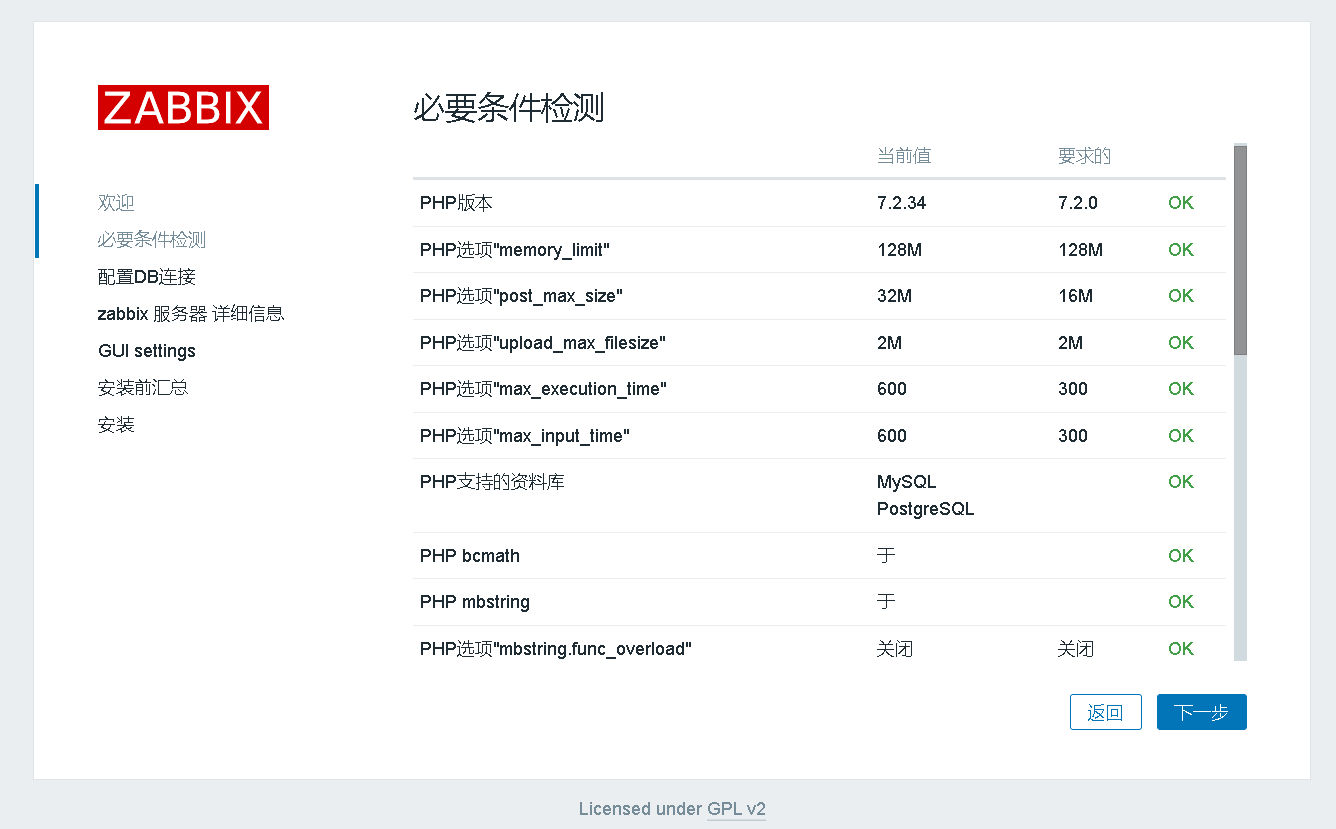 ZABBIX
欢迎
必要条件检测
配置DB连接
zabbix 服务器 详细信息
GUI settings
安装前汇总
安装
必要条件检测
当前值 要求的
PHP版本 7.2.34 7.2.0 OK
PHP选项"memory_limit" 128M 128M OK
PHP选项"post_max_size" 32M 16M OK
PHP选项"upload_max_filesize" 2M 2M OK
PHP选项"max_execution_time" 600 300 OK
PHP选项"max_input_time" 600 300 OK
PHP支持的资料库 MySQL OK
PostgreSQL
PHP bcmath 于 OK
PHP mbstring 于 OK
PHP选项"mbstring.func_overload" 关闭 关闭 OK
返回 下一步
Licensed under GPL v2